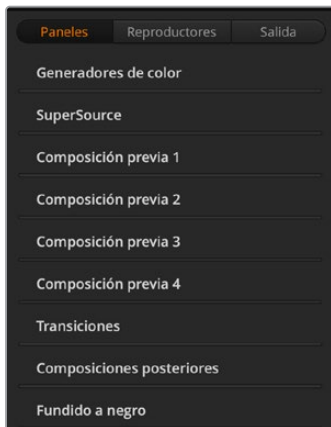 Paneles Reproductores Salida
Generadores de color
SuperSource
Composición previa 1
Composición previa 2
Composición previa 3
Composición previa 4
Transiciones
Composiciones posteriores
Fundido a negro